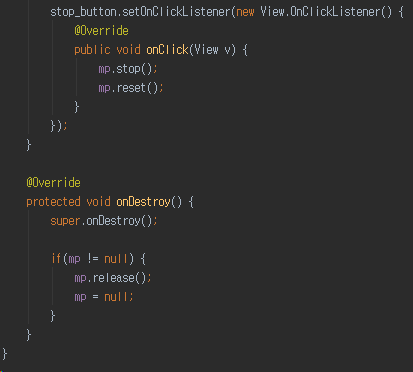 stop_button.setOnClickListener(new View.OnClickListener() {
@Override
public void onClick(View v) {
mp.stop();
mp.reset();
}
});
}
@Override
protected void onDestroy() {
super.onDestroy();
if(mp != null) {
mp.release();
mp = null;
}
}
}